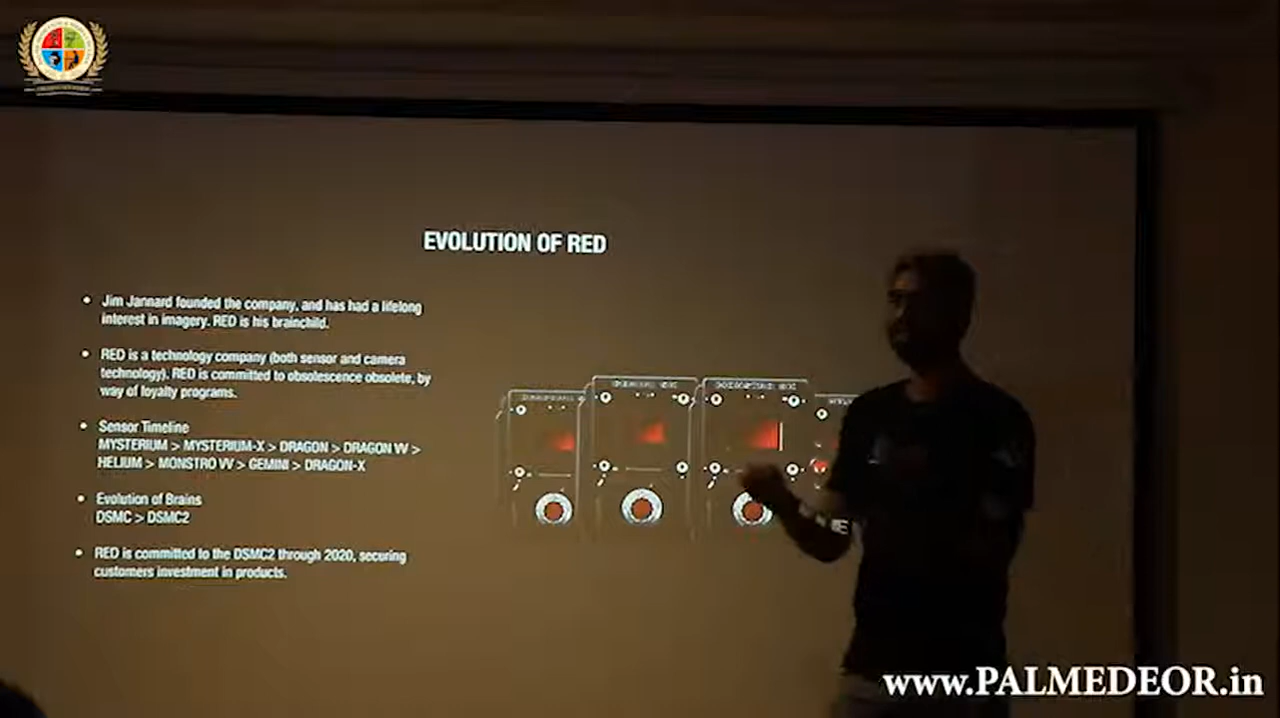 EVOLUTION OF RED
• Jim Jannard founded the company, and has had a lifelong
interest in imagery. RED is his brainchild.
• RED is a technology company (both sensor and camera
technology). RED is committed to obsolescence obsolete, by
way of loyalty programs.
• Sensor Timeline
MYSTERIUM > MYSTERIUM-X > DRAGON > DRAGON VV >
HELIUM > MONSTRO VV > GEMINI > DRAGON-X
• Evolution of Brains
DSMC > DSMC2
• RED is committed to the DSMC2 through 2020, securing
customers investment in products.
www.PALMEDEOR.in